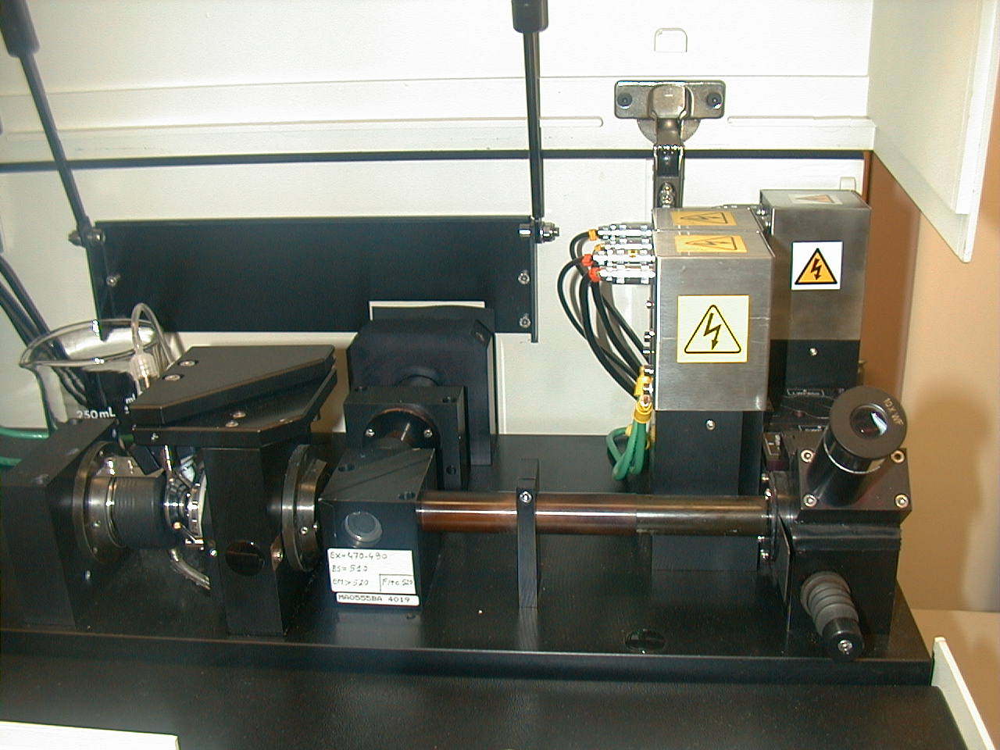 250mL
10X WF
EX=470-490
BS=510
EM>520
Fitc 520
MA0555BA 4019